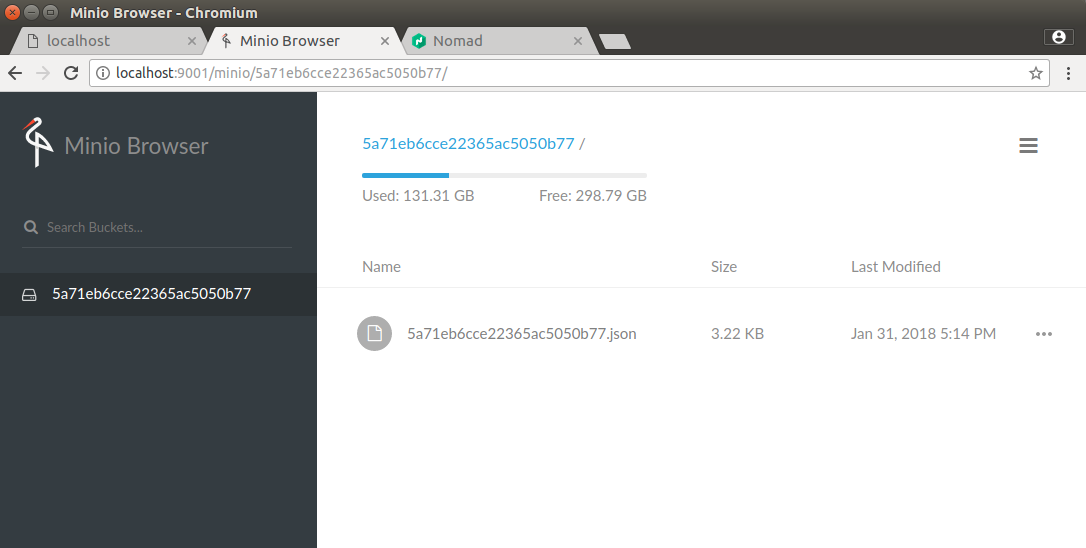 Minio Browser - Chromium
localhost
Minio Browser
Nomad
localhost:9001/minio/5a71eb6cce22365ac5050b77/
Minio Browser
5a71eb6cce22365ac5050b77 /
Used: 131.31 GB Free: 298.79 GB
Search Buckets...
Name Size Last Modified
5a71eb6cce22365ac5050b77
5a71eb6cce22365ac5050b77.json 3.22 KB Jan 31, 2018 5:14 PM